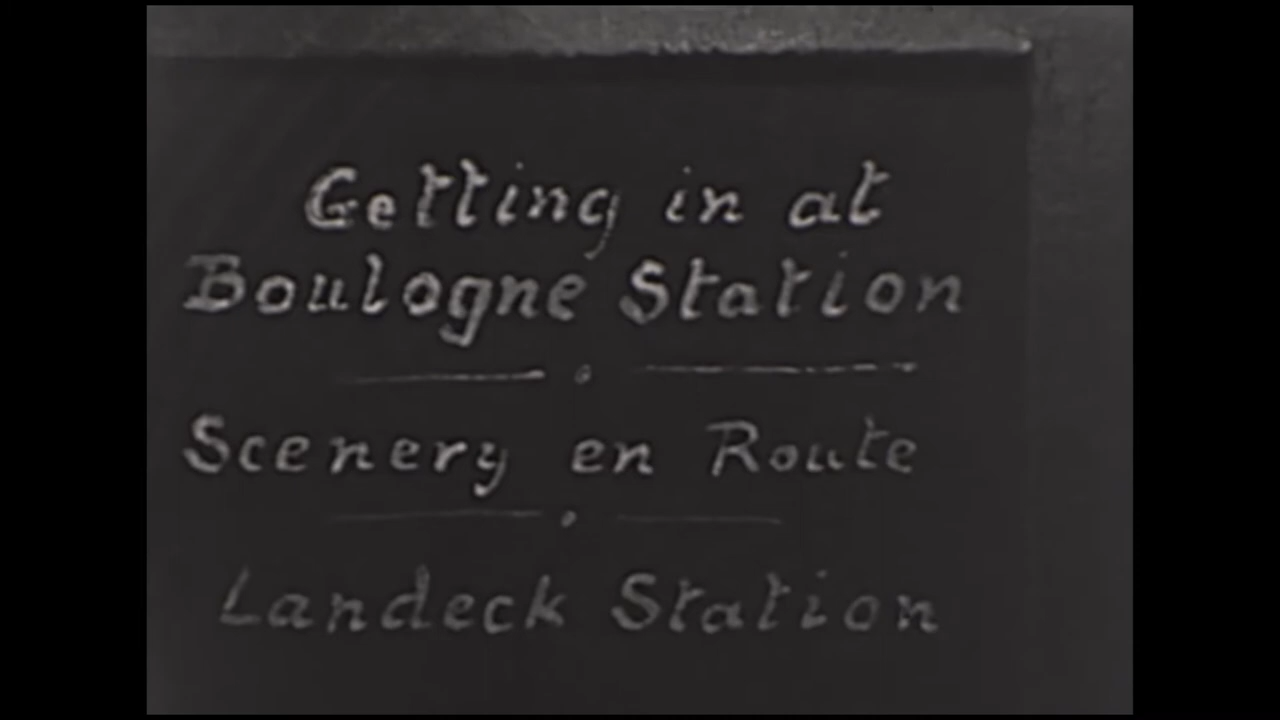 Getting in at
Boulogne Station
Scenery en Route
Landeck Station